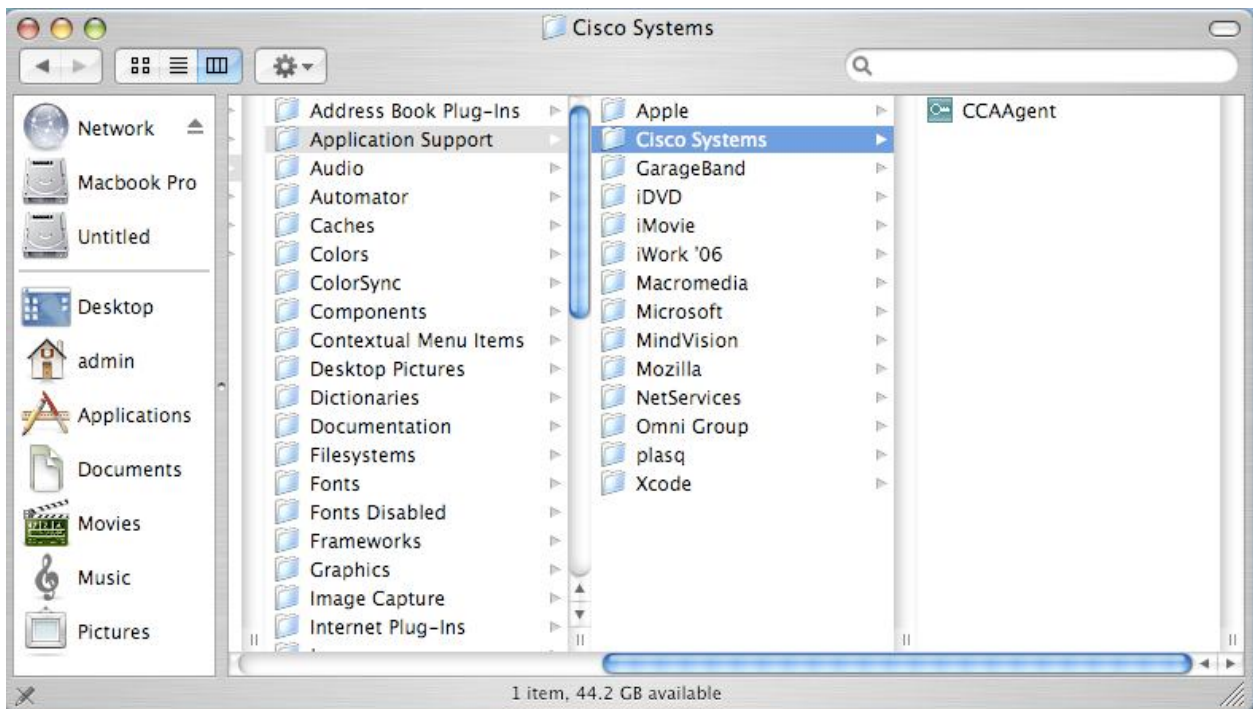 Cisco Systems
Network
Macbook Pro
Untitled
Desktop
admin
Applications
Documents
Movies
Music
Pictures
Address Book Plug-Ins
Application Support
Audio
Automator
Caches
Colors
ColorSync
Components
Contextual Menu Items
Desktop Pictures
Dictionaries
Documentation
Filesystems
Fonts
Fonts Disabled
Frameworks
Graphics
Image Capture
Internet Plug-Ins
Apple
Cisco Systems
GarageBand
iDVD
iMovie
iWork '06
Macromedia
Microsoft
MindVision
Mozilla
NetServices
Omni Group
plasq
Xcode
CCAAgent
1 item, 44.2 GB available